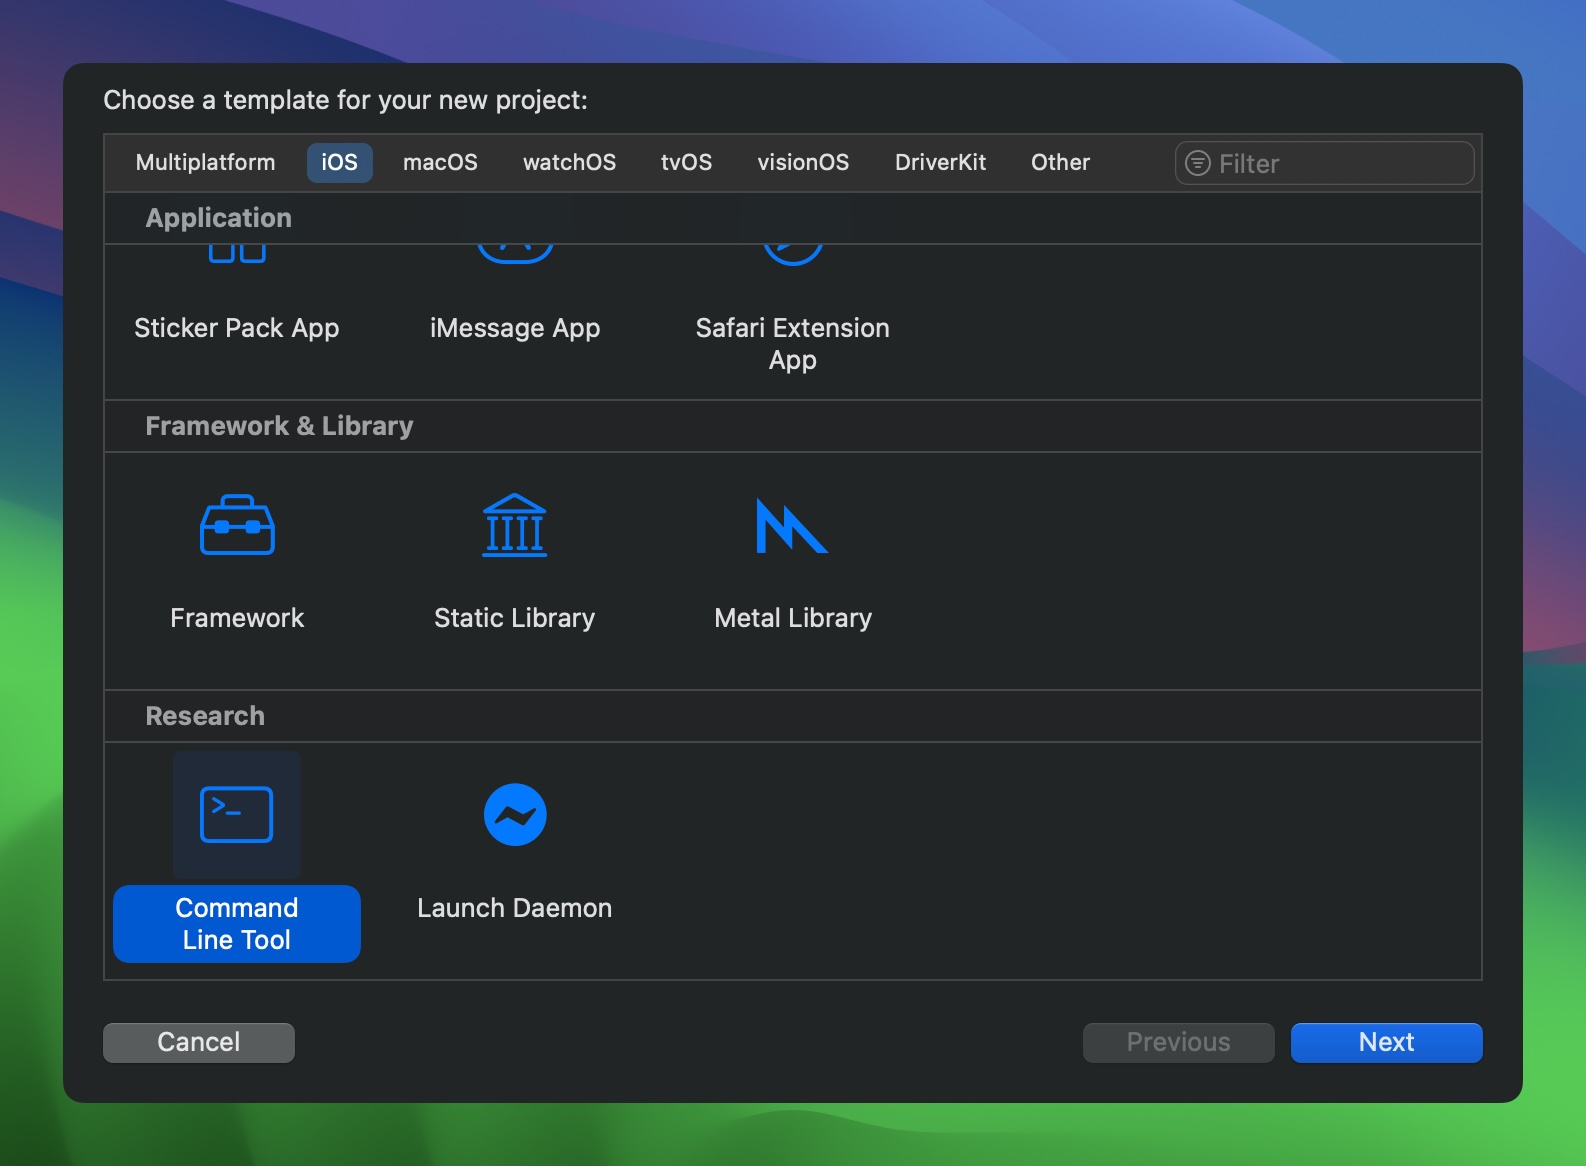 Choose a template for your new project:
Multiplatform iOS macOS watchOS tvOS visionOS DriverKit Other Filter
Application
Sticker Pack App iMessage App Safari Extension
App
Framework & Library
Framework Static Library Metal Library
Research
>_
Command Launch Daemon
Line Tool
Cancel Previous Next